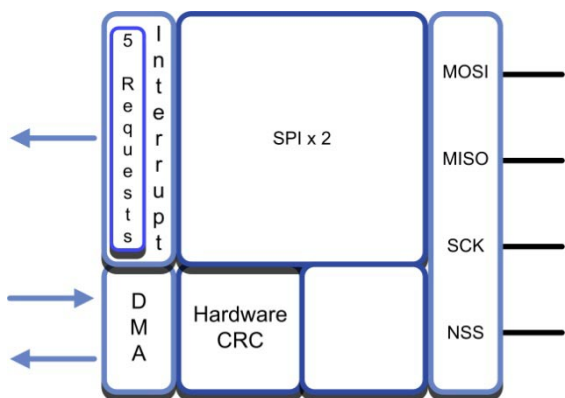 5 Requests
Interrupt
SPI x 2
MOSI
MISO
SCK
NSS
DMA
Hardware
CRC